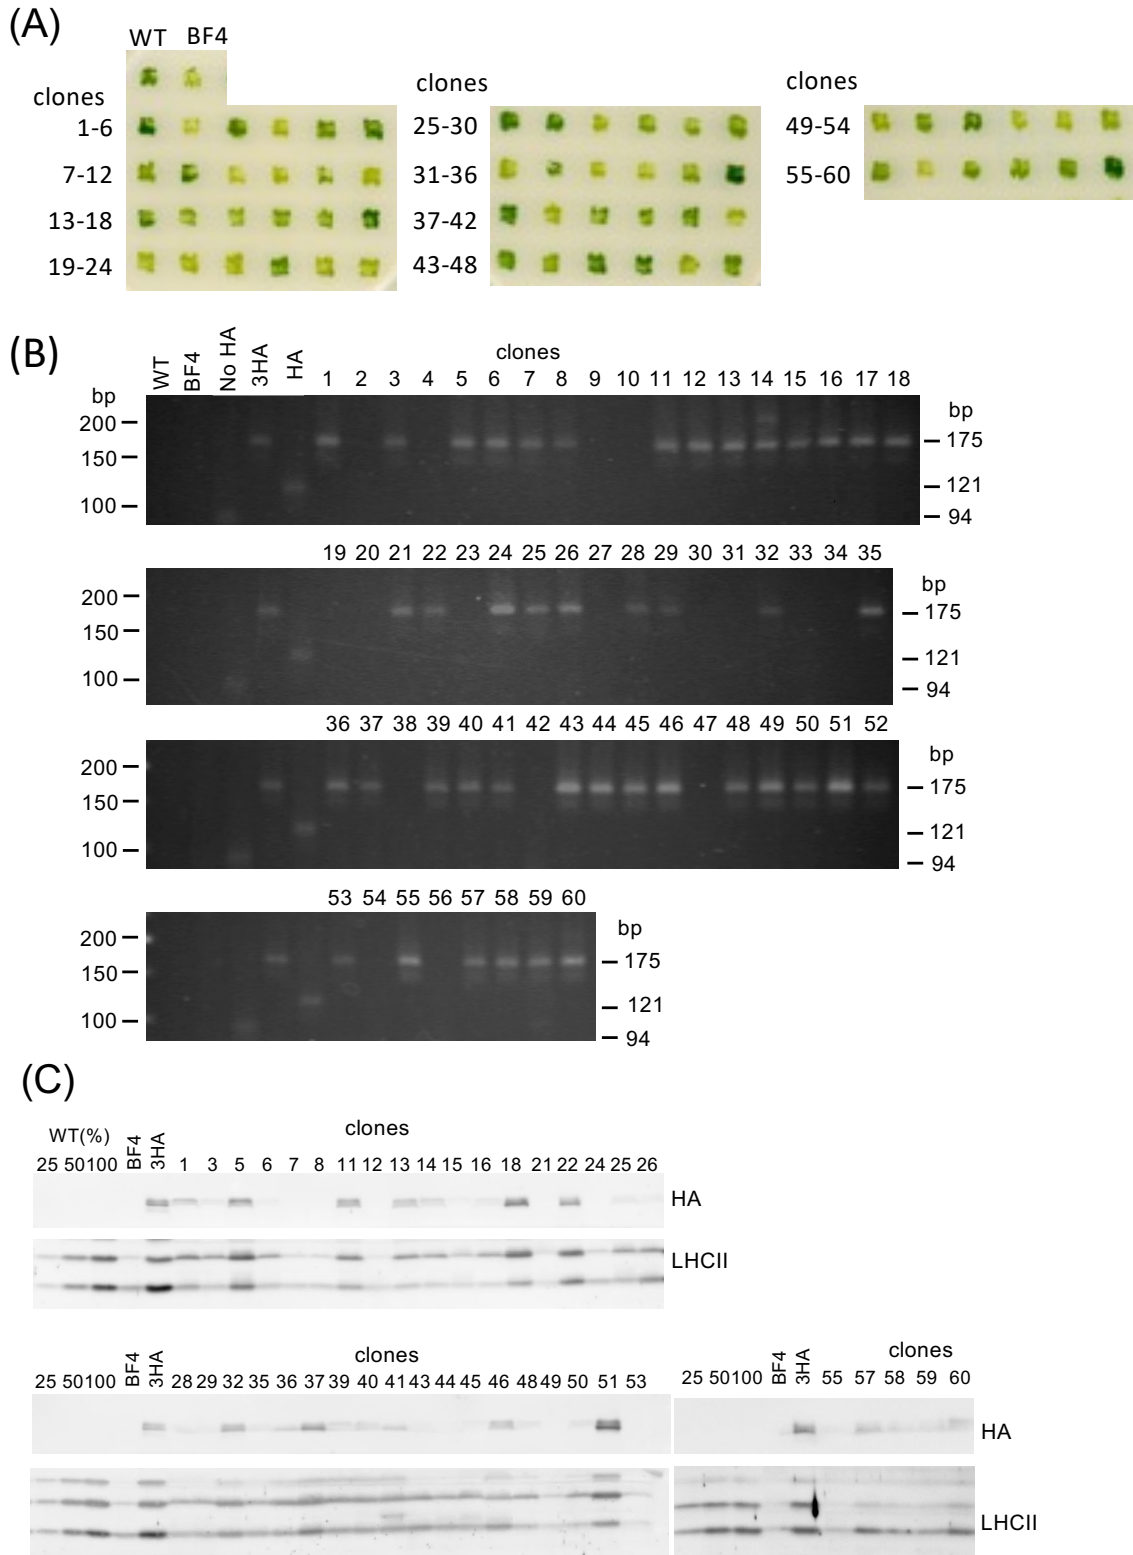 (A)
WT BF4
clones
1-6
7-12
13-18
19-24
clones
25-30
31-36
37-42
43-48
clones
49-54
55-60
(B)
WT BF4 No HA 3HA HA
clones
1 2 3 4 5 6 7 8 9 10 11 12 13 14 15 16 17 18
bp
200
150
100
bp
175
121
94
19 20 21 22 23 24 25 26 27 28 29 30 31 32 33 34 35
200
150
100
bp
175
121
94
36 37 38 39 40 41 42 43 44 45 46 47 48 49 50 51 52
200
150
100
bp
175
121
94
53 54 55 56 57 58 59 60
200
150
100
bp
175
121
94
(C)
WT(%)
clones
25 50 100 BF4 3HA 1 3 5 6 7 8 11 12 13 14 15 16 18 21 22 24 25 26
HA
LHCII
clones
25 50 100 BF4 3HA 28 29 32 35 36 37 39 40 41 43 44 45 46 48 49 50 51 53
clones
25 50 100 BF4 3HA 55 57 58 59 60
HA
LHCII